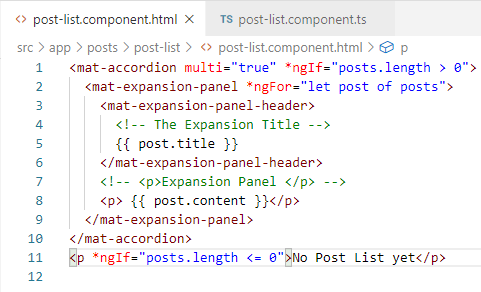 post-list.component.html
TS post-list.component.ts
src > app > posts > post-list > post-list.component.html > p
1 <mat-accordion multi="true" *ngIf="posts.length > 0">
2 <mat-expansion-panel *ngFor="let post of posts">
3 <mat-expansion-panel-header>
4 <!-- The Expansion Title -->
5 {{ post.title }}
6 </mat-expansion-panel-header>
7 <!-- <p>Expansion Panel </p> -->
8 <p> {{ post.content }}</p>
9 </mat-expansion-panel>
10 </mat-accordion>
11 <p *ngIf="posts.length <= 0">No Post List yet</p>
12